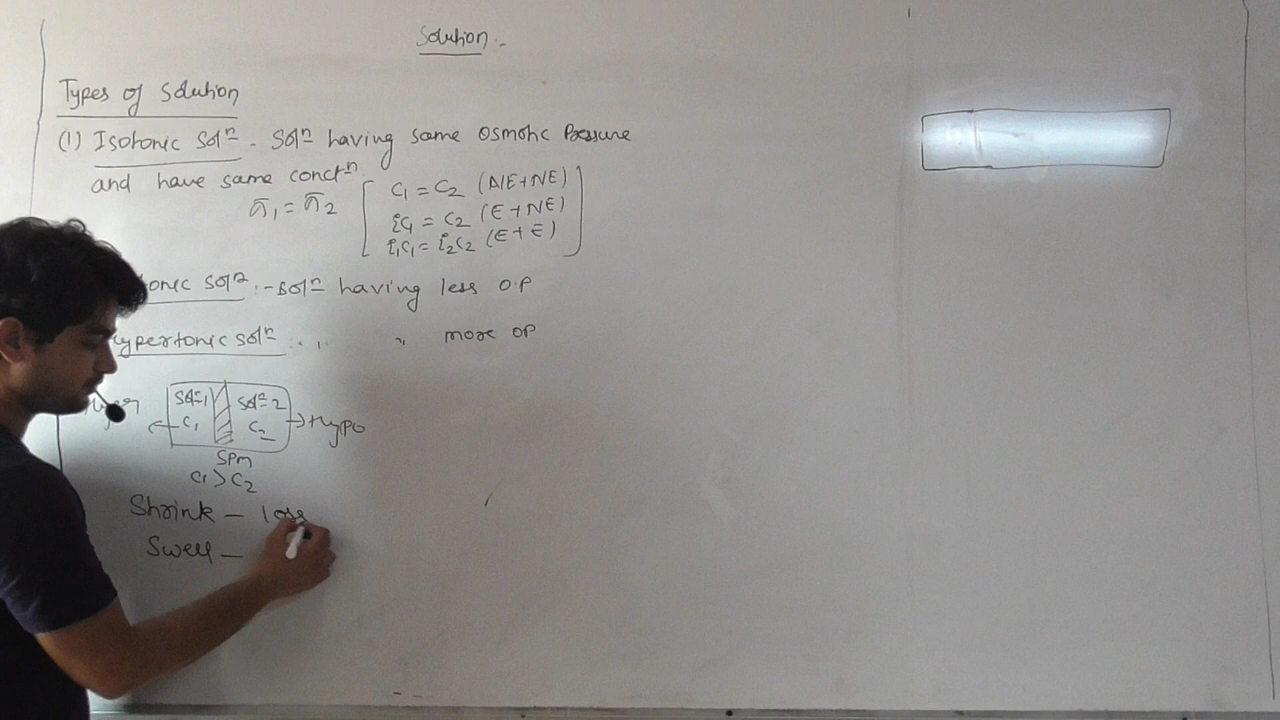 Solution :-
Types of Solution
(1) Isotonic Solⁿ - Solⁿ having same Osmotic Pressure
and have same conctⁿ
π₁ = π₂
C₁ = C₂ (NE+NE)
iC₁ = C₂ (E+NE)
i₁C₁ = i₂C₂ (E+E)
onic Solⁿ :- solⁿ having less O.P
ypertonic solⁿ : ,, ,, more OP
Solⁿ-1 Solⁿ-2
C₁ C₂ → Hypo
SPM
C₁ > C₂
Shrink - loss
Swell -